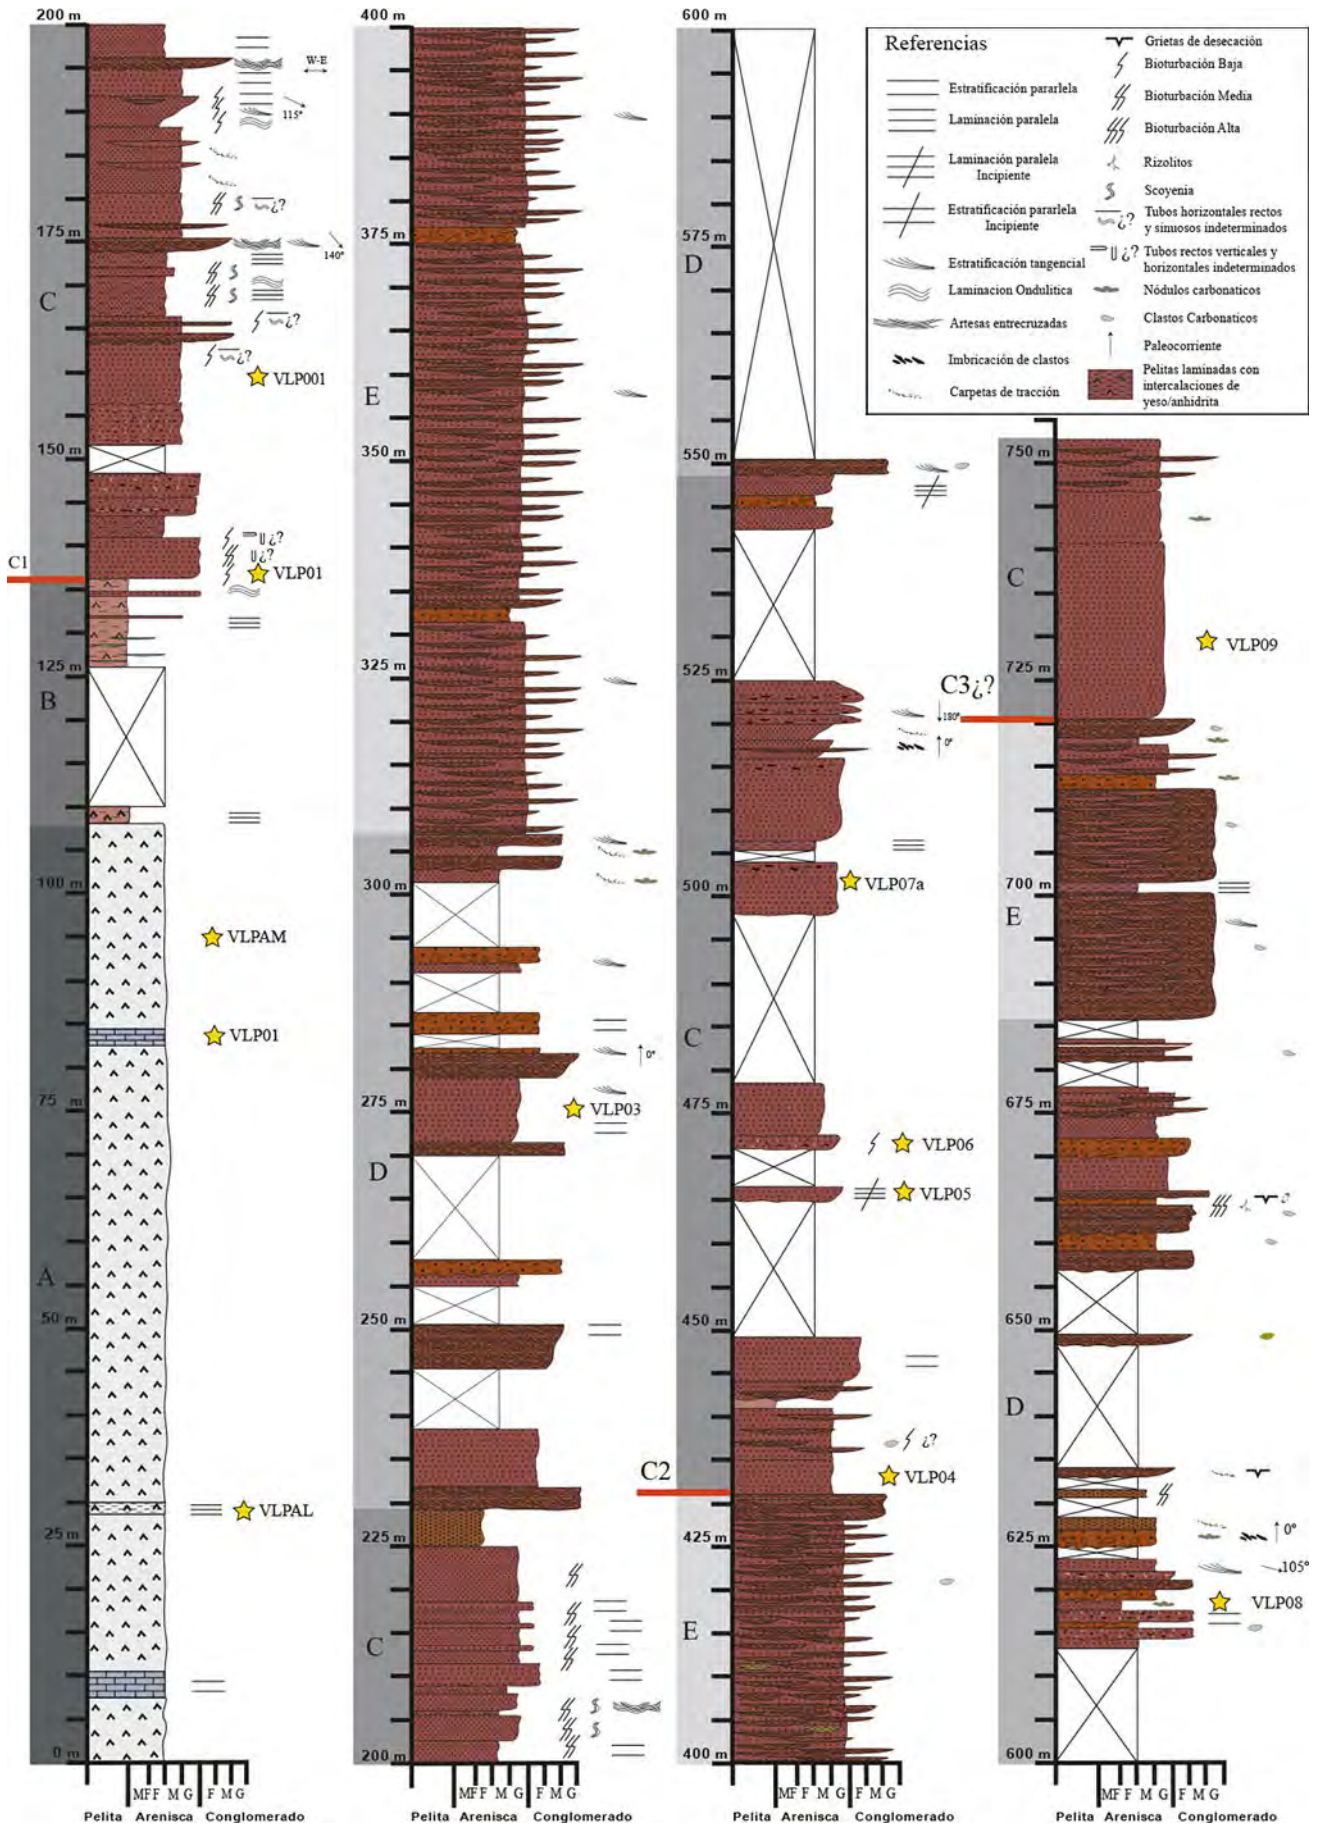 200 m
W-E
115°
175 m
140°
C
VLP001
150 m
C1
VLP01
125 m
B
100 m
VLPAM
VLP01
75 m
A
50 m
VLPAL
25 m
0 m
MF F M G F M G
Pelita Arenisca Conglomerado
400 m
375 m
E
350 m
325 m
300 m
0°
275 m
VLP03
D
250 m
225 m
C
200 m
MF F M G F M G
Pelita Arenisca Conglomerado
600 m
575 m
D
550 m
525 m
180°
0°
500 m
VLP07a
C
475 m
VLP06
VLP05
450 m
¿?
C2
VLP04
425 m
E
400 m
MF F M G F M G
Pelita Arenisca Conglomerado
Referencias
Estratificación pararlela
Laminación paralela
Laminación paralela
Incipiente
Estratificación pararlela
Incipiente
Estratificación tangencial
Laminacion Ondulitica
Artesas entrecruzadas
Imbricación de clastos
Carpetas de tracción
Grietas de desecación
Bioturbación Baja
Bioturbación Media
Bioturbación Alta
Rizolitos
Scoyenia
¿? Tubos horizontales rectos
y sinuosos indeterminados
¿? Tubos rectos verticales y
horizontales indeterminados
Nódulos carbonaticos
Clastos Carbonaticos
Paleocorriente
Pelitas laminadas con
intercalaciones de
yeso/anhidrita
750 m
C
VLP09
725 m
C3¿?
700 m
E
675 m
650 m
D
625 m
0°
105°
VLP08
600 m
MF F M G F M G
Pelita Arenisca Conglomerado